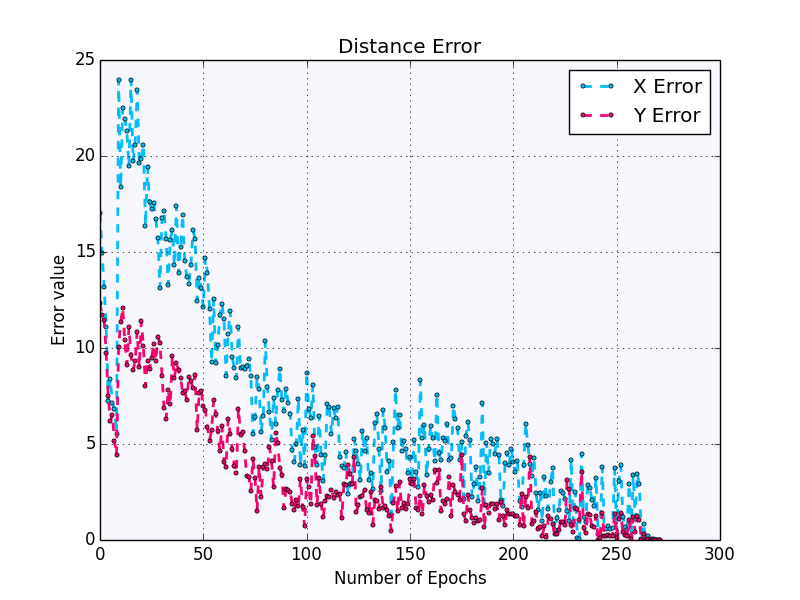 Distance Error
25
X Error
Y Error
20
15
Error value
10
5
0
0 50 100 150 200 250 300
Number of Epochs